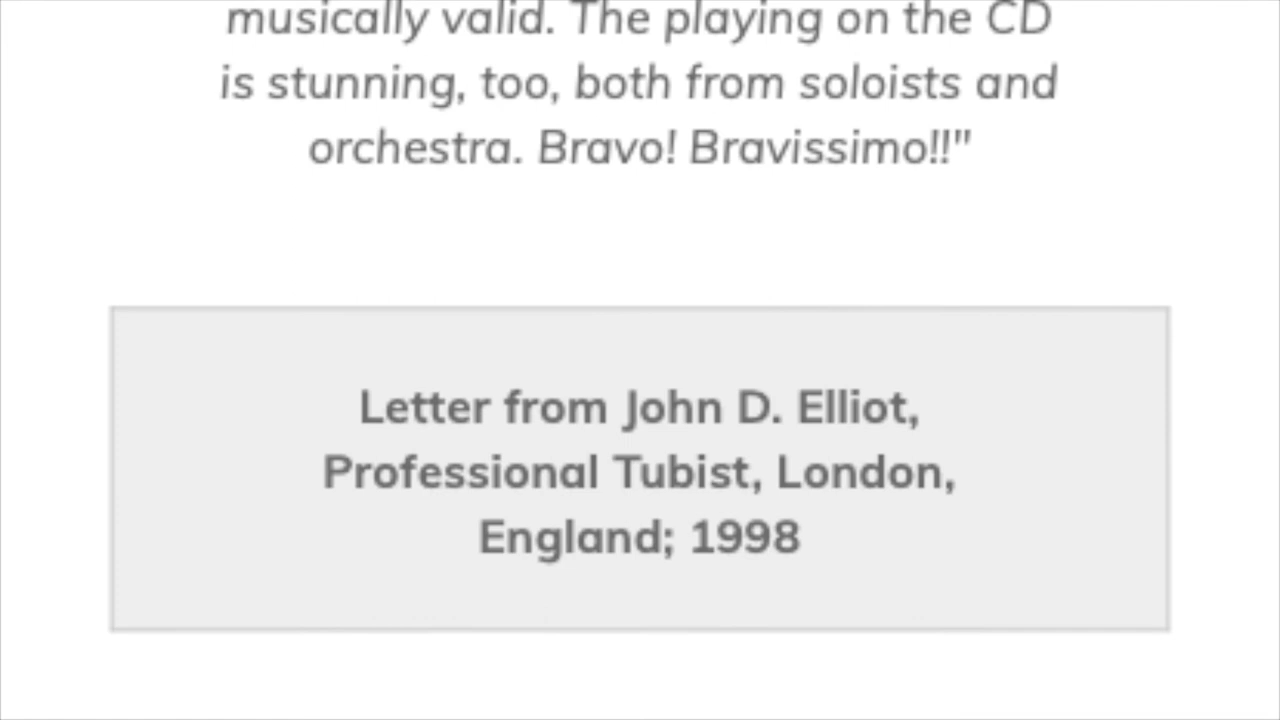 musically valid. The playing on the CD
is stunning, too, both from soloists and
orchestra. Bravo! Bravissimo!!"
Letter from John D. Elliot,
Professional Tubist, London,
England; 1998